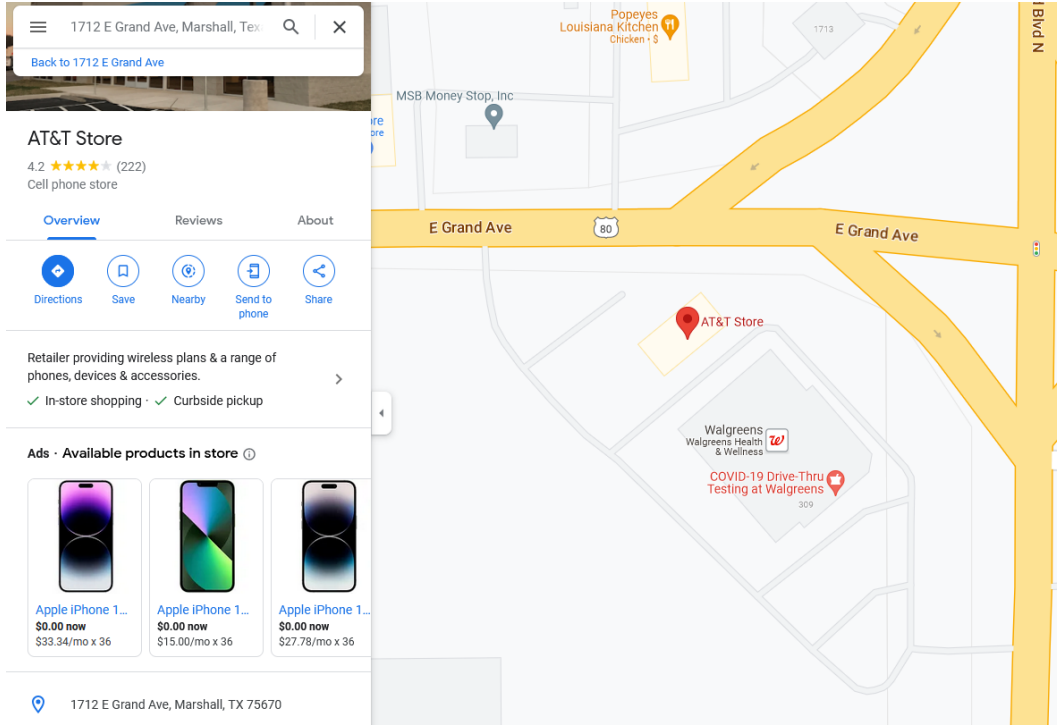 1712 E Grand Ave, Marshall, Tex
Back to 1712 E Grand Ave
AT&T Store
4.2 (222)
Cell phone store
Overview Reviews About
Directions Save Nearby Send to phone Share
Retailer providing wireless plans & a range of
phones, devices & accessories.
In-store shopping · Curbside pickup
Ads · Available products in store
Apple iPhone 1... Apple iPhone 1... Apple iPhone 1...
$0.00 now $0.00 now $0.00 now
$33.34/mo x 36 $15.00/mo x 36 $27.78/mo x 36
1712 E Grand Ave, Marshall, TX 75670
Popeyes
Louisiana Kitchen
Chicken · $
1713
Blvd N
MSB Money Stop, Inc
E Grand Ave
80
E Grand Ave
AT&T Store
Walgreens
Walgreens Health
& Wellness
COVID-19 Drive-Thru
Testing at Walgreens
309